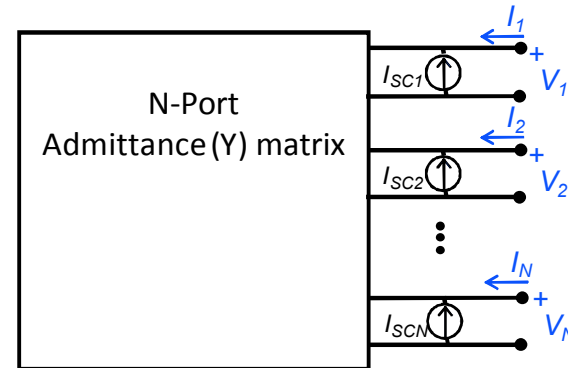 I1
+
ISC1
V1
N-Port
Admittance (Y) matrix
I2
+
ISC2
V2
IN
+
ISCN
VN